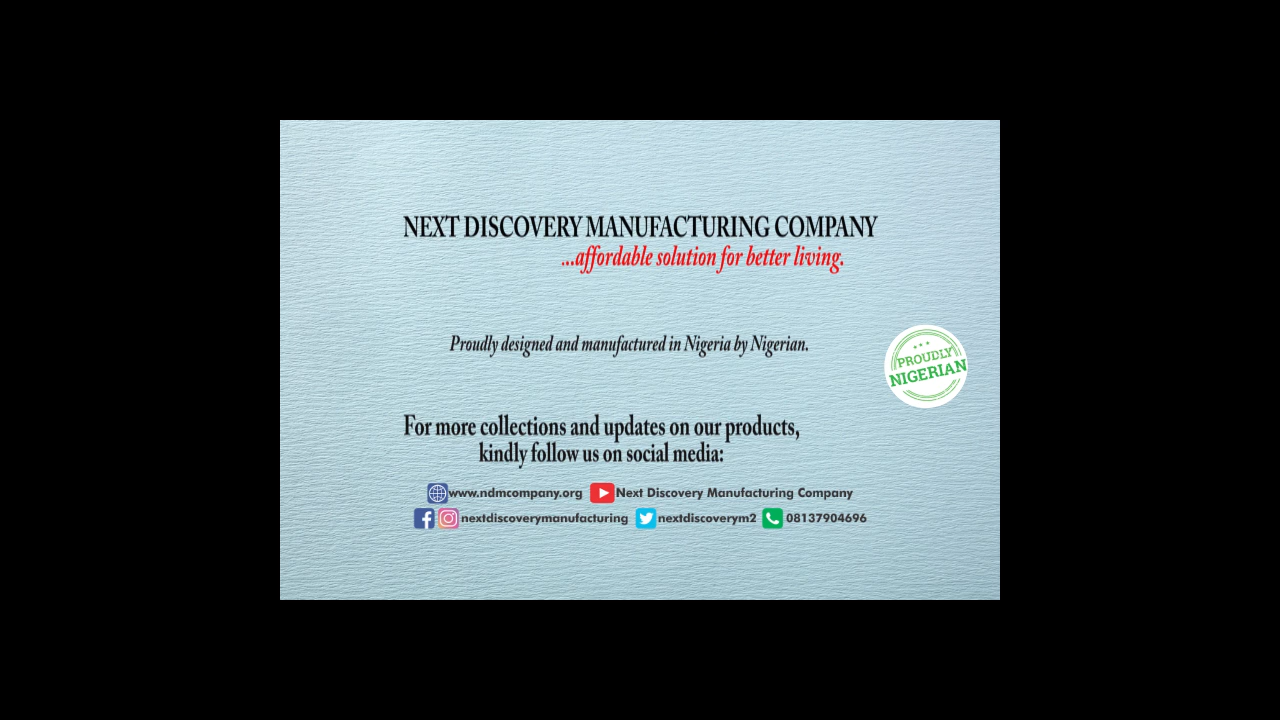 NEXT DISCOVERY MANUFACTURING COMPANY
...affordable solution for better living.
Proudly designed and manufactured in Nigeria by Nigerian.
PROUDLY
NIGERIAN
For more collections and updates on our products,
kindly follow us on social media:
www.ndmcompany.org Next Discovery Manufacturing Company
nextdiscoverymanufacturing nextdiscoverym2 08137904696